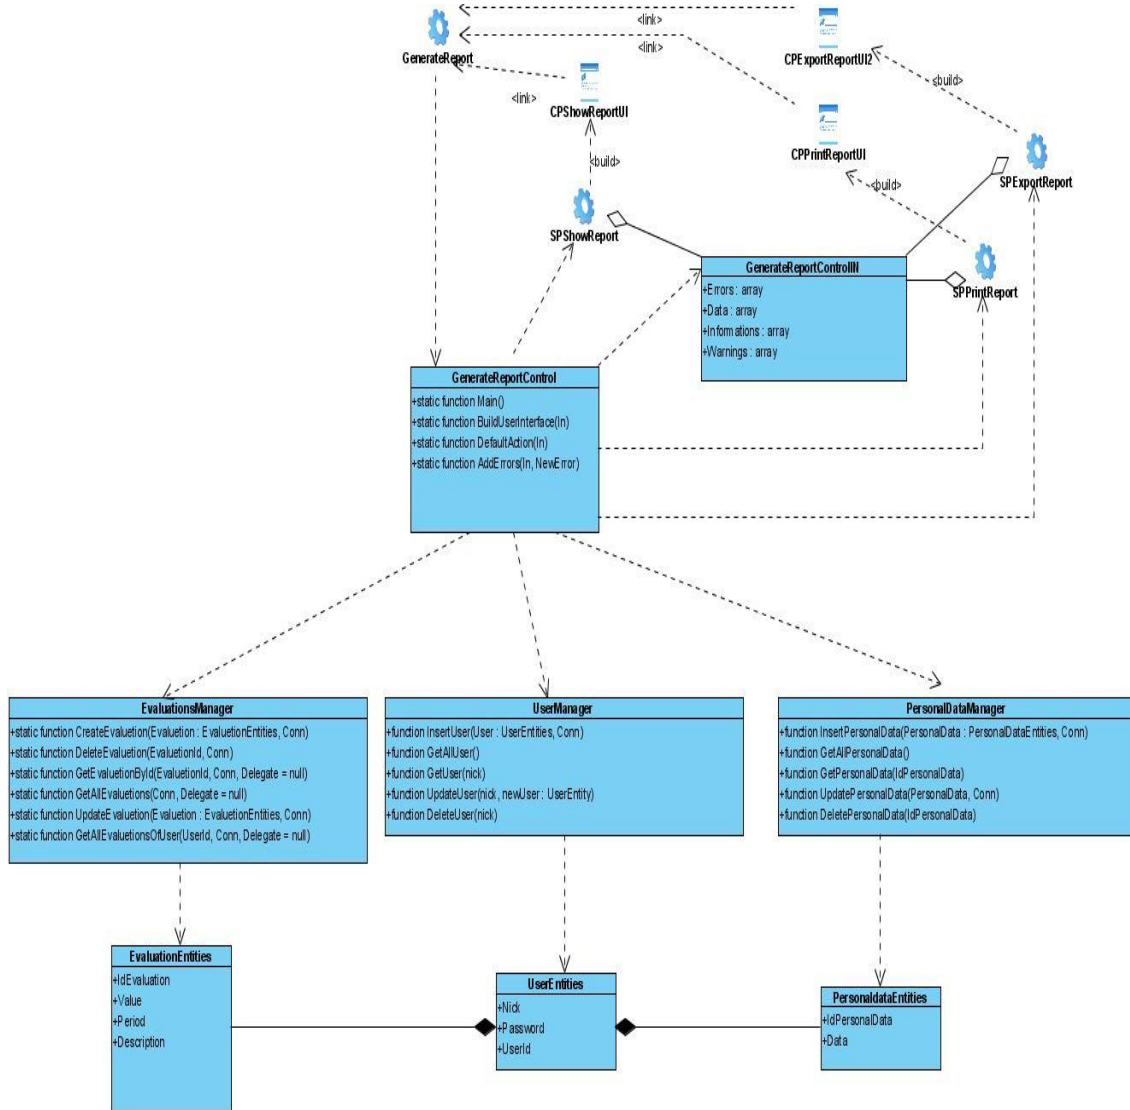 <link>
GenerateReport
<link>
CPExportReportUI2
<build>
<link>
CPShowReportUI
CPPrintReportUI
<build>
<build>
SPExportReport
SPShowReport
SPPrintReport
GenerateReportControlIN
+Errors : array
+Data : array
+Informations : array
+Warnings : array
GenerateReportControl
+static function Main()
+static function BuildUserInterface(In)
+static function DefaultAction(In)
+static function AddErrors(In, NewError)
EvaluationsManager
+static function CreateEvaluetion(Evaluetion : EvaluetionEntities, Conn)
+static function DeleteEvaluetion(EvaluetionId, Conn)
+static function GetEvaluetionById(EvaluetionId, Conn, Delegate = null)
+static function GetAllEvaluetions(Conn, Delegate = null)
+static function UpdateEvaluetion(Evaluetion : EvaluetionEntities, Conn)
+static function GetAllEvaluetionsOfUser(UserId, Conn, Delegate = null)
UserManager
+function InsertUser(User : UserEntities, Conn)
+function GetAllUser()
+function GetUser(nick)
+function UpdateUser(nick, newUser : UserEntity)
+function DeleteUser(nick)
PersonalDataManager
+function InsertPersonalData(PersonalData : PersonalDataEntities, Conn)
+function GetAllPersonalData()
+function GetPersonalData(IdPersonalData)
+function UpdatePersonalData(PersonalData, Conn)
+function DeletePersonalData(IdPersonalData)
EvaluationEntities
+IdEvaluation
+Value
+Period
+Description
UserEntities
+Nick
+Password
+UserId
PersonaldataEntities
+IdPersonalData
+Data